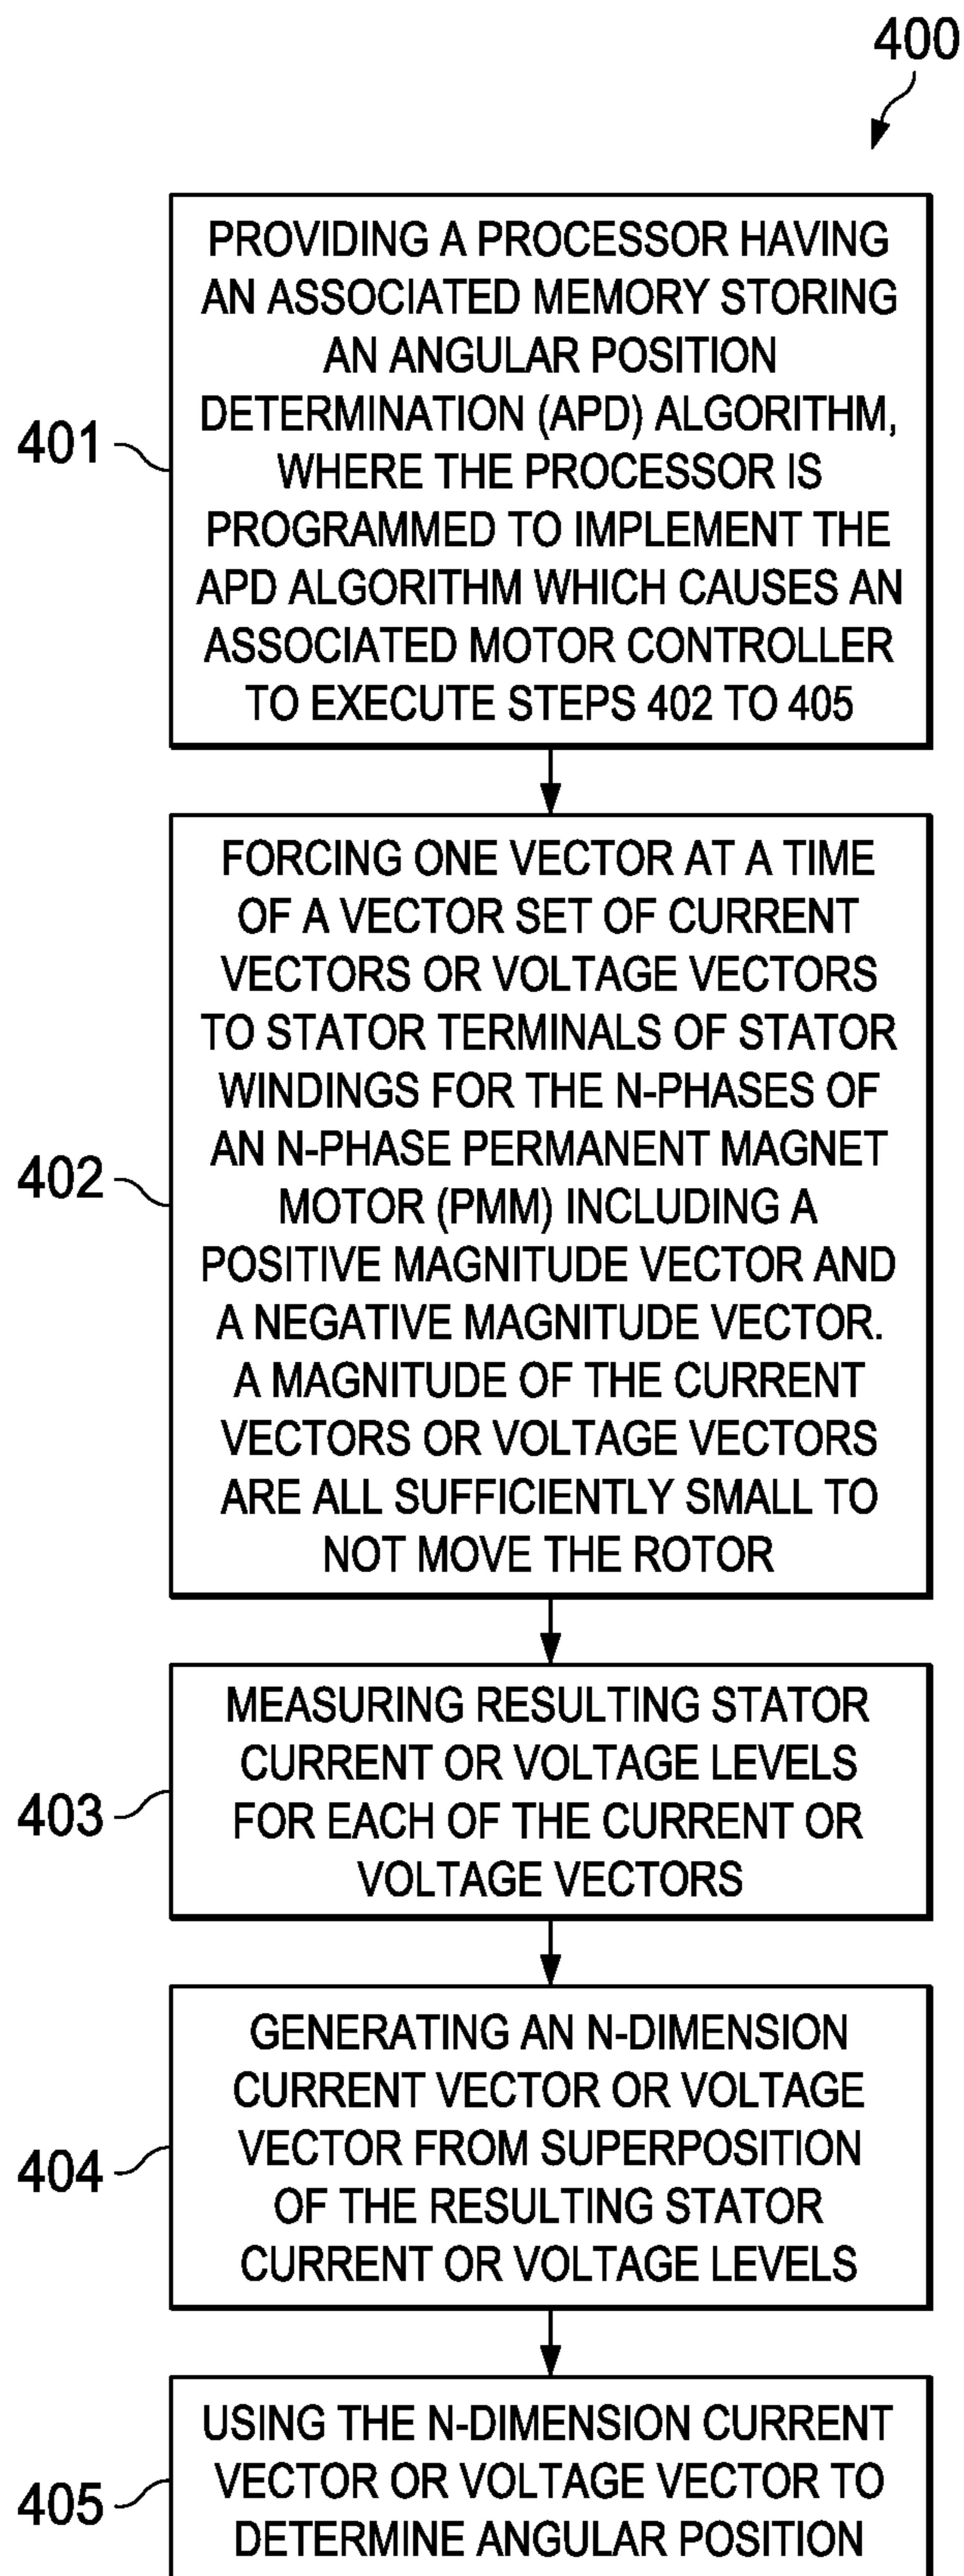 400
PROVIDING A PROCESSOR HAVING
AN ASSOCIATED MEMORY STORING
AN ANGULAR POSITION
DETERMINATION (APD) ALGORITHM,
WHERE THE PROCESSOR IS
PROGRAMMED TO IMPLEMENT THE
APD ALGORITHM WHICH CAUSES AN
ASSOCIATED MOTOR CONTROLLER
TO EXECUTE STEPS 402 TO 405
401
FORCING ONE VECTOR AT A TIME
OF A VECTOR SET OF CURRENT
VECTORS OR VOLTAGE VECTORS
TO STATOR TERMINALS OF STATOR
WINDINGS FOR THE N-PHASES OF
AN N-PHASE PERMANENT MAGNET
MOTOR (PMM) INCLUDING A
POSITIVE MAGNITUDE VECTOR AND
A NEGATIVE MAGNITUDE VECTOR.
A MAGNITUDE OF THE CURRENT
VECTORS OR VOLTAGE VECTORS
ARE ALL SUFFICIENTLY SMALL TO
NOT MOVE THE ROTOR
402
MEASURING RESULTING STATOR
CURRENT OR VOLTAGE LEVELS
FOR EACH OF THE CURRENT OR
VOLTAGE VECTORS
403
GENERATING AN N-DIMENSION
CURRENT VECTOR OR VOLTAGE
VECTOR FROM SUPERPOSITION
OF THE RESULTING STATOR
CURRENT OR VOLTAGE LEVELS
404
USING THE N-DIMENSION CURRENT
VECTOR OR VOLTAGE VECTOR TO
DETERMINE ANGULAR POSITION
405